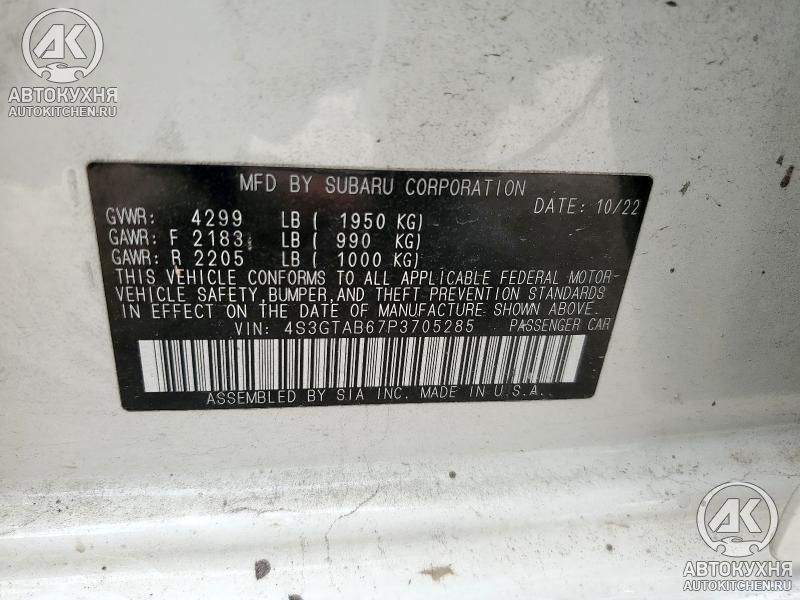 AK
АВТОКУХНЯ
AUTOKITCHEN.RU
MFD BY SUBARU CORPORATION
DATE: 10/22
GVWR: 4299 LB ( 1950 KG)
GAWR: F 2183 LB ( 990 KG)
GAWR: R 2205 LB ( 1000 KG)
THIS VEHICLE CONFORMS TO ALL APPLICABLE FEDERAL MOTOR-
VEHICLE SAFETY, BUMPER, AND THEFT PREVENTION STANDARDS
IN EFFECT ON THE DATE OF MANUFACTURE SHOWN ABOVE.
VIN: 4S3GTAB67P3705285 PASSENGER CAR
ASSEMBLED BY SIA INC. MADE IN U.S.A.
AK
АВТОКУХНЯ
AUTOKITCHEN.RU